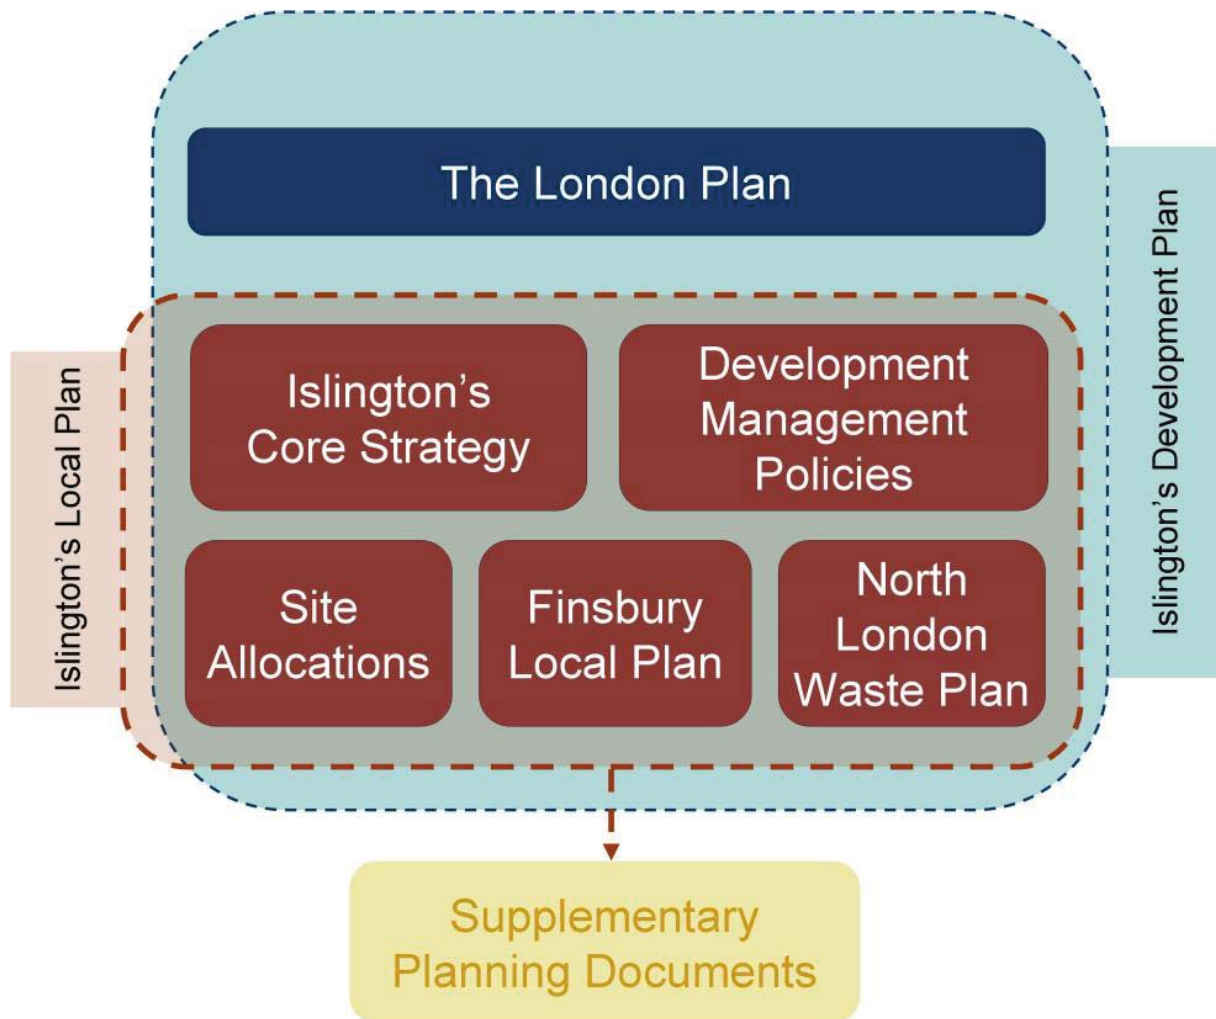 The London Plan
Islington’s Local Plan
Islington’s Development Plan
Islington’s
Core Strategy
Development
Management
Policies
Site
Allocations
Finsbury
Local Plan
North
London
Waste Plan
Supplementary
Planning Documents